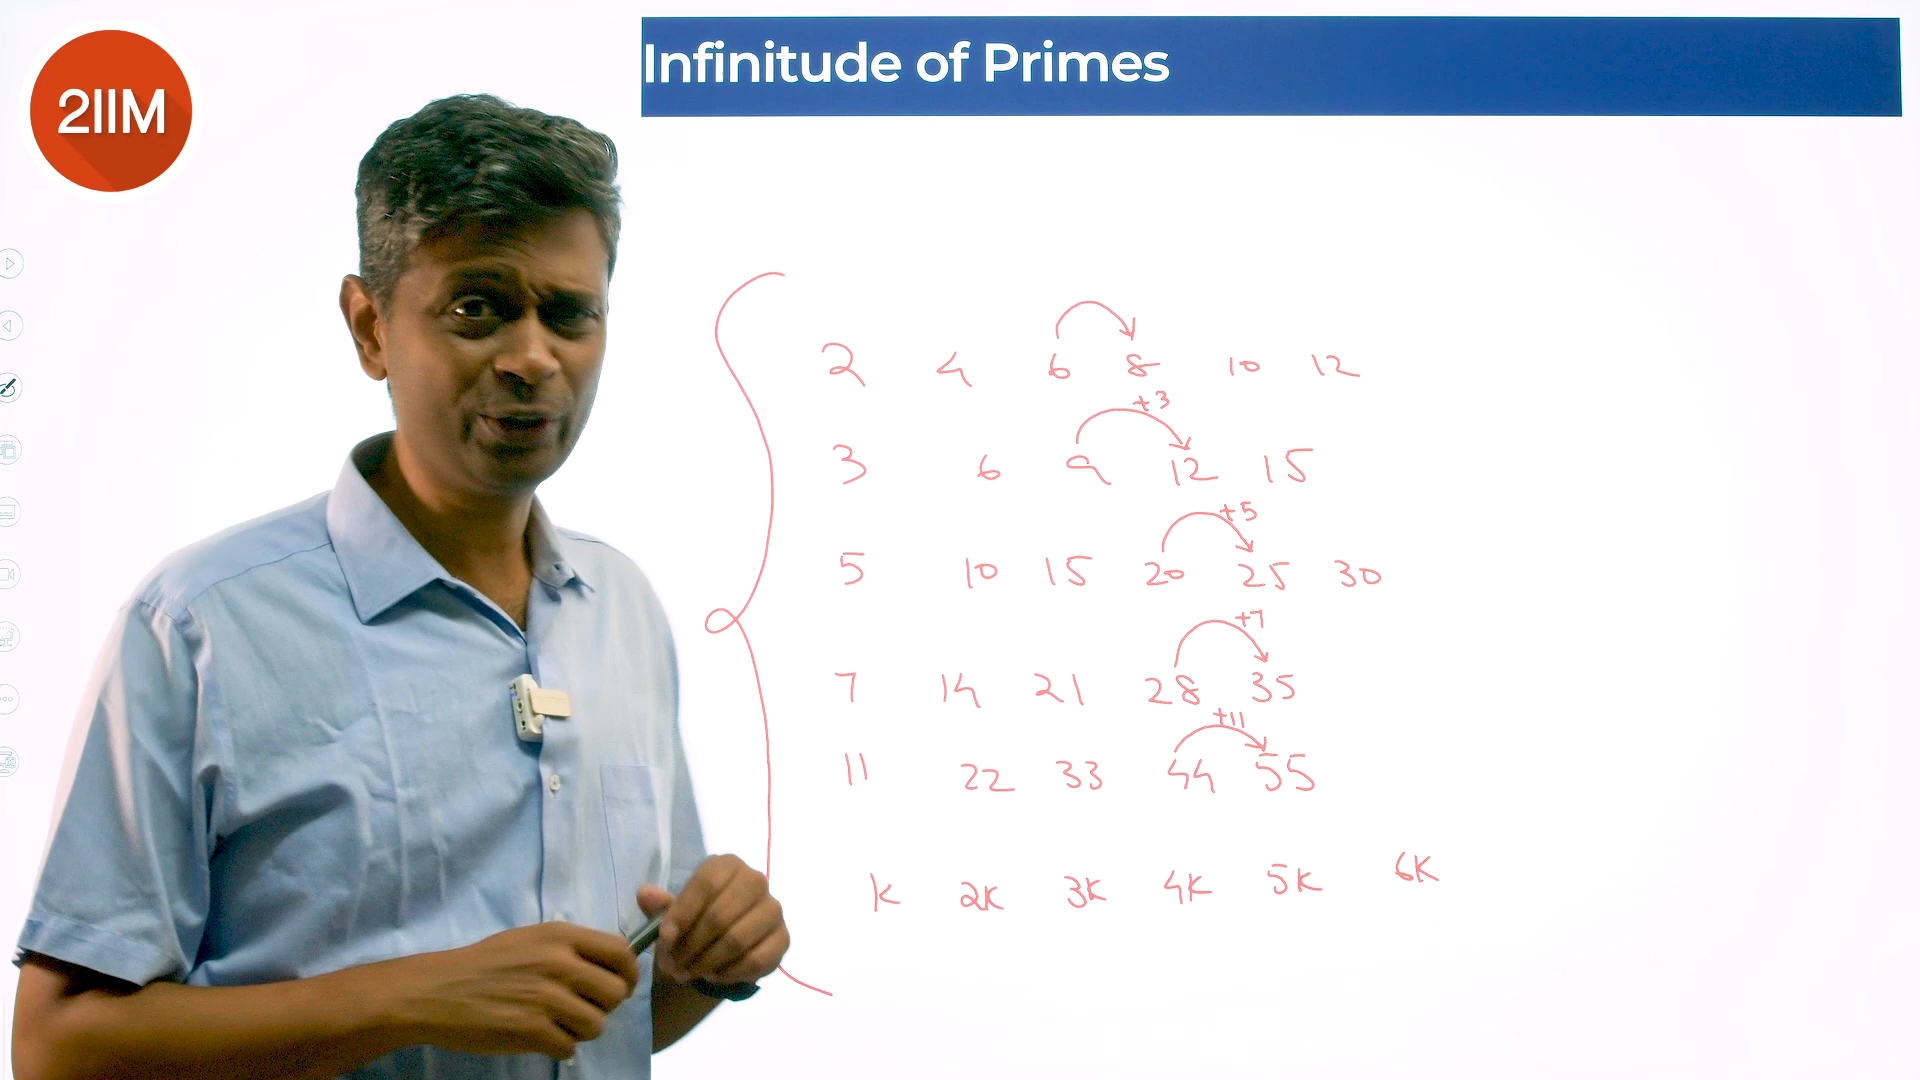 2IIM
Infinitude of Primes
2 4 6 8 10 12
+3
3 6 9 12 15
+5
5 10 15 20 25 30
+7
7 14 21 28 35
+11
11 22 33 44 55
k 2k 3k 4k 5k 6k